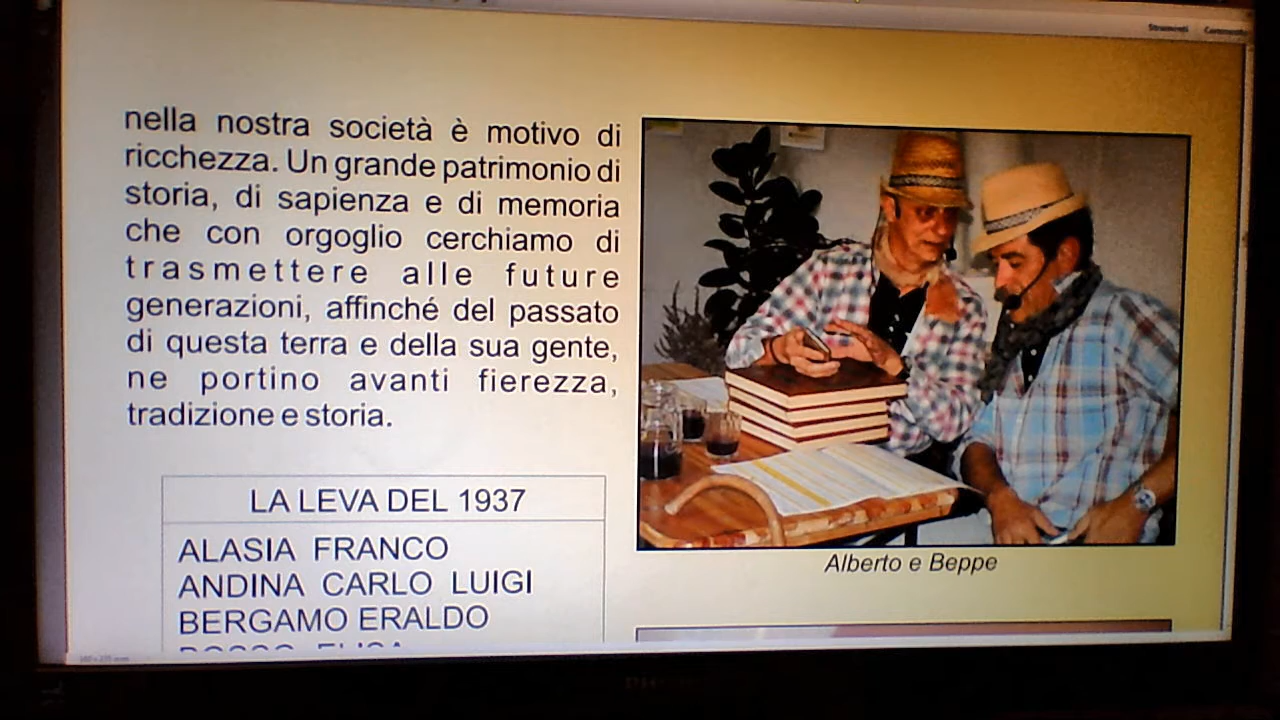 Strumenti
nella nostra società è motivo di
ricchezza. Un grande patrimonio di
storia, di sapienza e di memoria
che con orgoglio cerchiamo di
trasmettere alle future
generazioni, affinché del passato
di questa terra e della sua gente,
ne portino avanti fierezza,
tradizione e storia.
LA LEVA DEL 1937
ALASIA FRANCO
ANDINA CARLO LUIGI
BERGAMO ERALDO
Alberto e Beppe